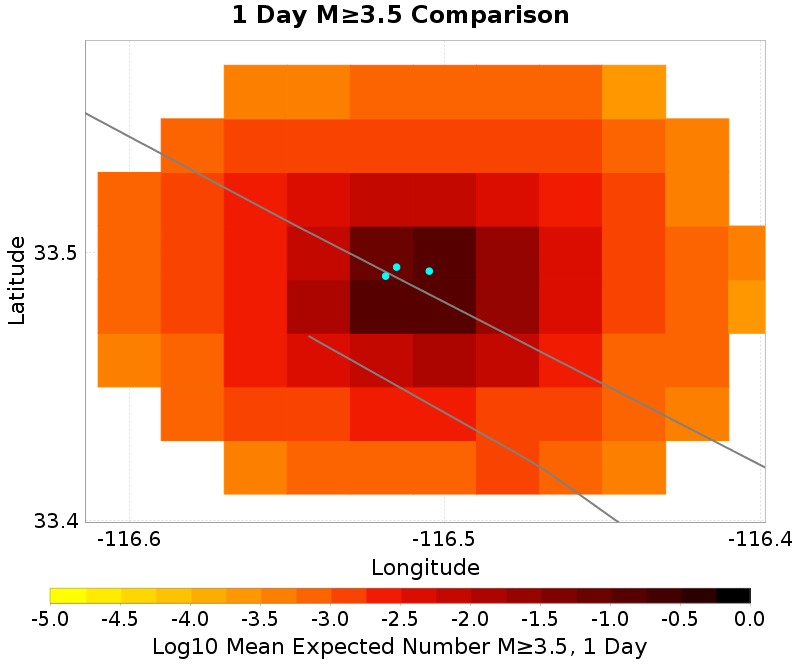 1 Day M≥3.5 Comparison
Latitude
33.5
33.4
-116.6 -116.5 -116.4
Longitude
-5.0 -4.5 -4.0 -3.5 -3.0 -2.5 -2.0 -1.5 -1.0 -0.5 0.0
Log10 Mean Expected Number M≥3.5, 1 Day